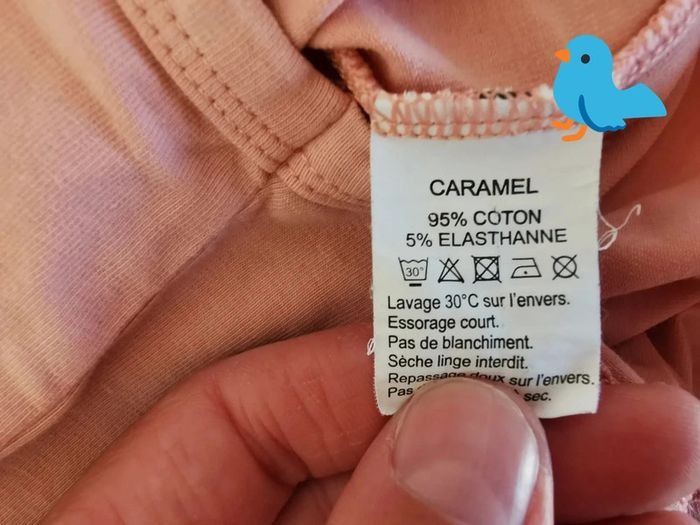 CARAMEL
95% COTON
5% ELASTHANNE
30°
Lavage 30°C sur l'envers.
Essorage court.
Pas de blanchiment.
Sèche linge interdit.
Repassage doux sur l'envers.
Pas sec.